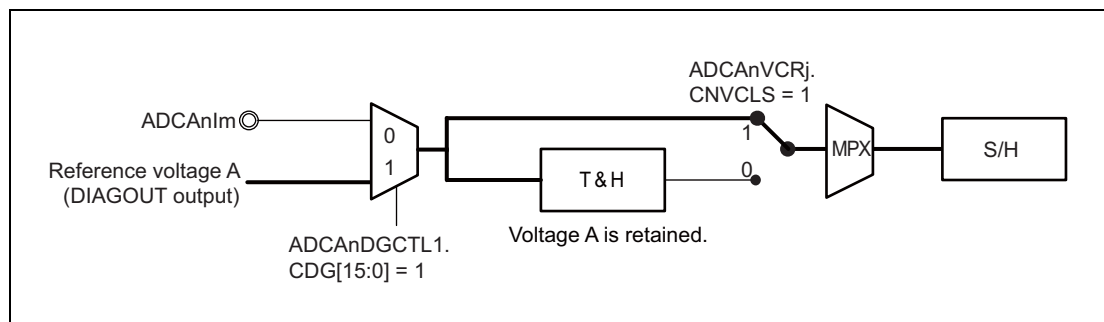 ADCAnVCRj.
CNVCLS = 1
ADCAnIm
0
1
1
MPX
S/H
Reference voltage A
(DIAGOUT output)
T & H
0
Voltage A is retained.
ADCAnDGCTL1.
CDG[15:0] = 1